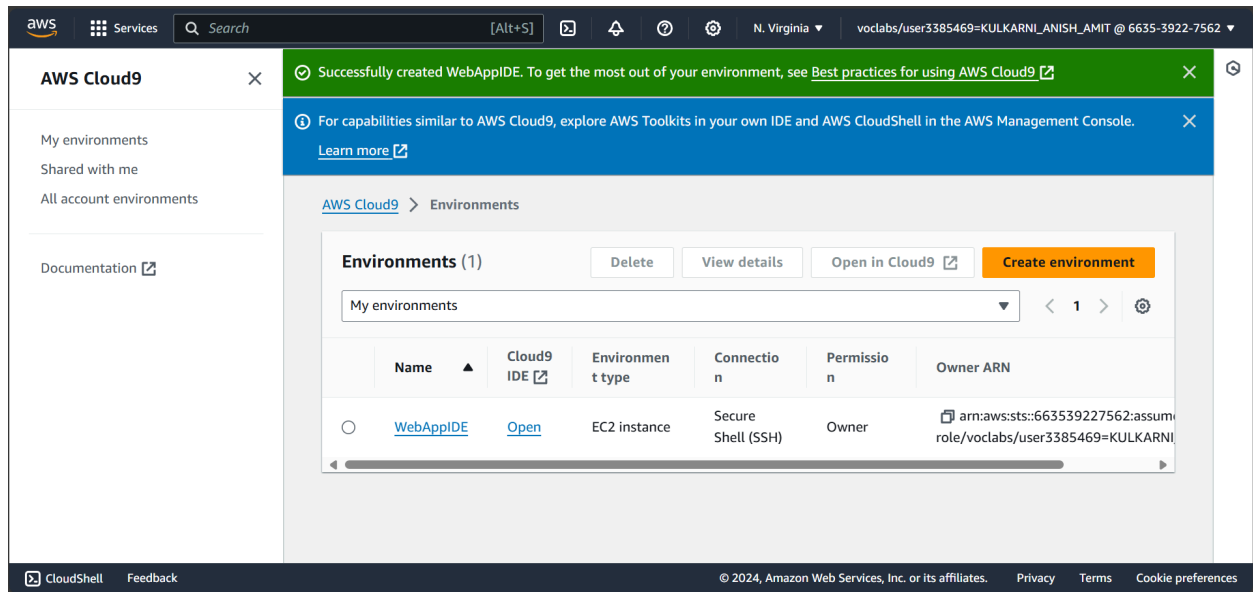 aws
Services
Search [Alt+S]
N. Virginia
voclabs/user3385469=KULKARNI_ANISH_AMIT @ 6635-3922-7562
AWS Cloud9
My environments
Shared with me
All account environments
Documentation
Successfully created WebAppIDE. To get the most out of your environment, see Best practices for using AWS Cloud9
For capabilities similar to AWS Cloud9, explore AWS Toolkits in your own IDE and AWS CloudShell in the AWS Management Console.
Learn more
AWS Cloud9 > Environments
Environments (1)
Delete
View details
Open in Cloud9
Create environment
My environments
1
Name
Cloud9
IDE
Environmen
t type
Connectio
n
Permissio
n
Owner ARN
WebAppIDE
Open
EC2 instance
Secure
Shell (SSH)
Owner
arn:aws:sts::663539227562:assume
role/voclabs/user3385469=KULKARNI_
CloudShell
Feedback
© 2024, Amazon Web Services, Inc. or its affiliates.
Privacy
Terms
Cookie preferences